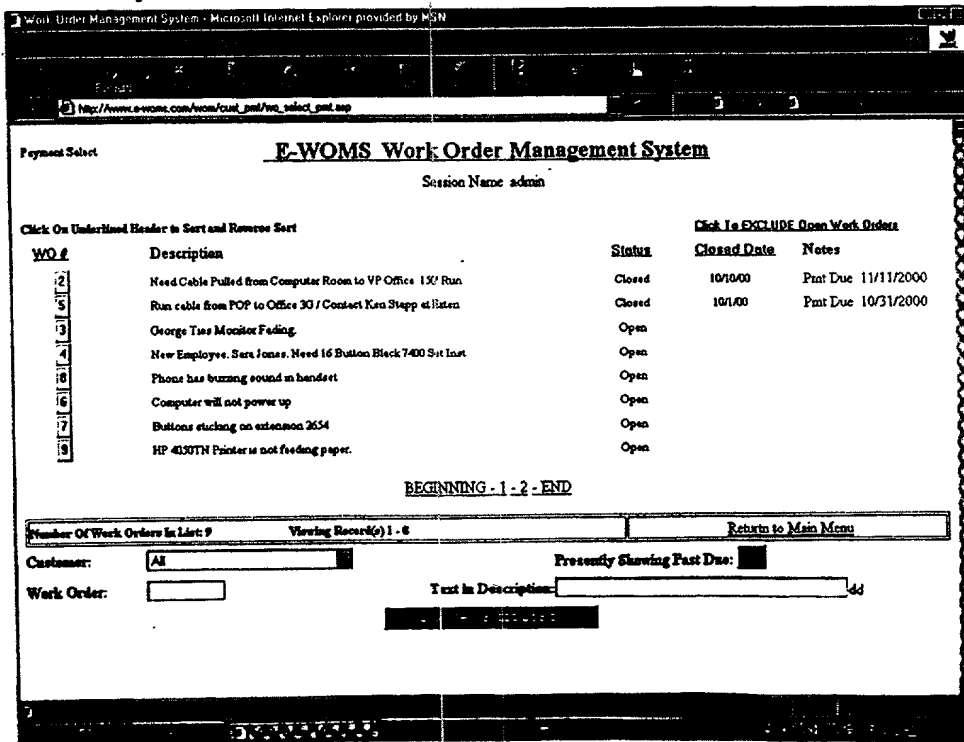 Work Order Management System - Microsoft Internet Explorer provided by MSN
http://www.e-woms.com/wom/cust_pmt/wo_select_pmt.asp
Payment Select
E-WOMS Work Order Management System
Session Name admin
Click On Underlined Header to Sort and Reverse Sort
Click To EXCLUDE Open Work Orders
WO # Description Status Closed Date Notes
2 Need Cable Pulled from Computer Room to VP Office 150' Run Closed 10/10/00 Pmt Due 11/11/2000
5 Run cable from POP to Office 3G / Contact Ken Stepp at Exten Closed 10/1/00 Pmt Due 10/31/2000
3 George Ties Monitor Fading. Open
4 New Employee. Sara Jones. Need 16 Button Black 7400 Set Inst Open
8 Phone has buzzing sound in handset Open
6 Computer will not power up Open
7 Buttons sticking on extension 2654 Open
9 HP 4050TN Printer is not feeding paper. Open
BEGINNING - 1 - 2 - END
Number Of Work Orders In List: 9 Viewing Record(s) 1 - 8 Return to Main Menu
Customer: All Presently Showing Past Due:
Work Order: Text in Description: dd